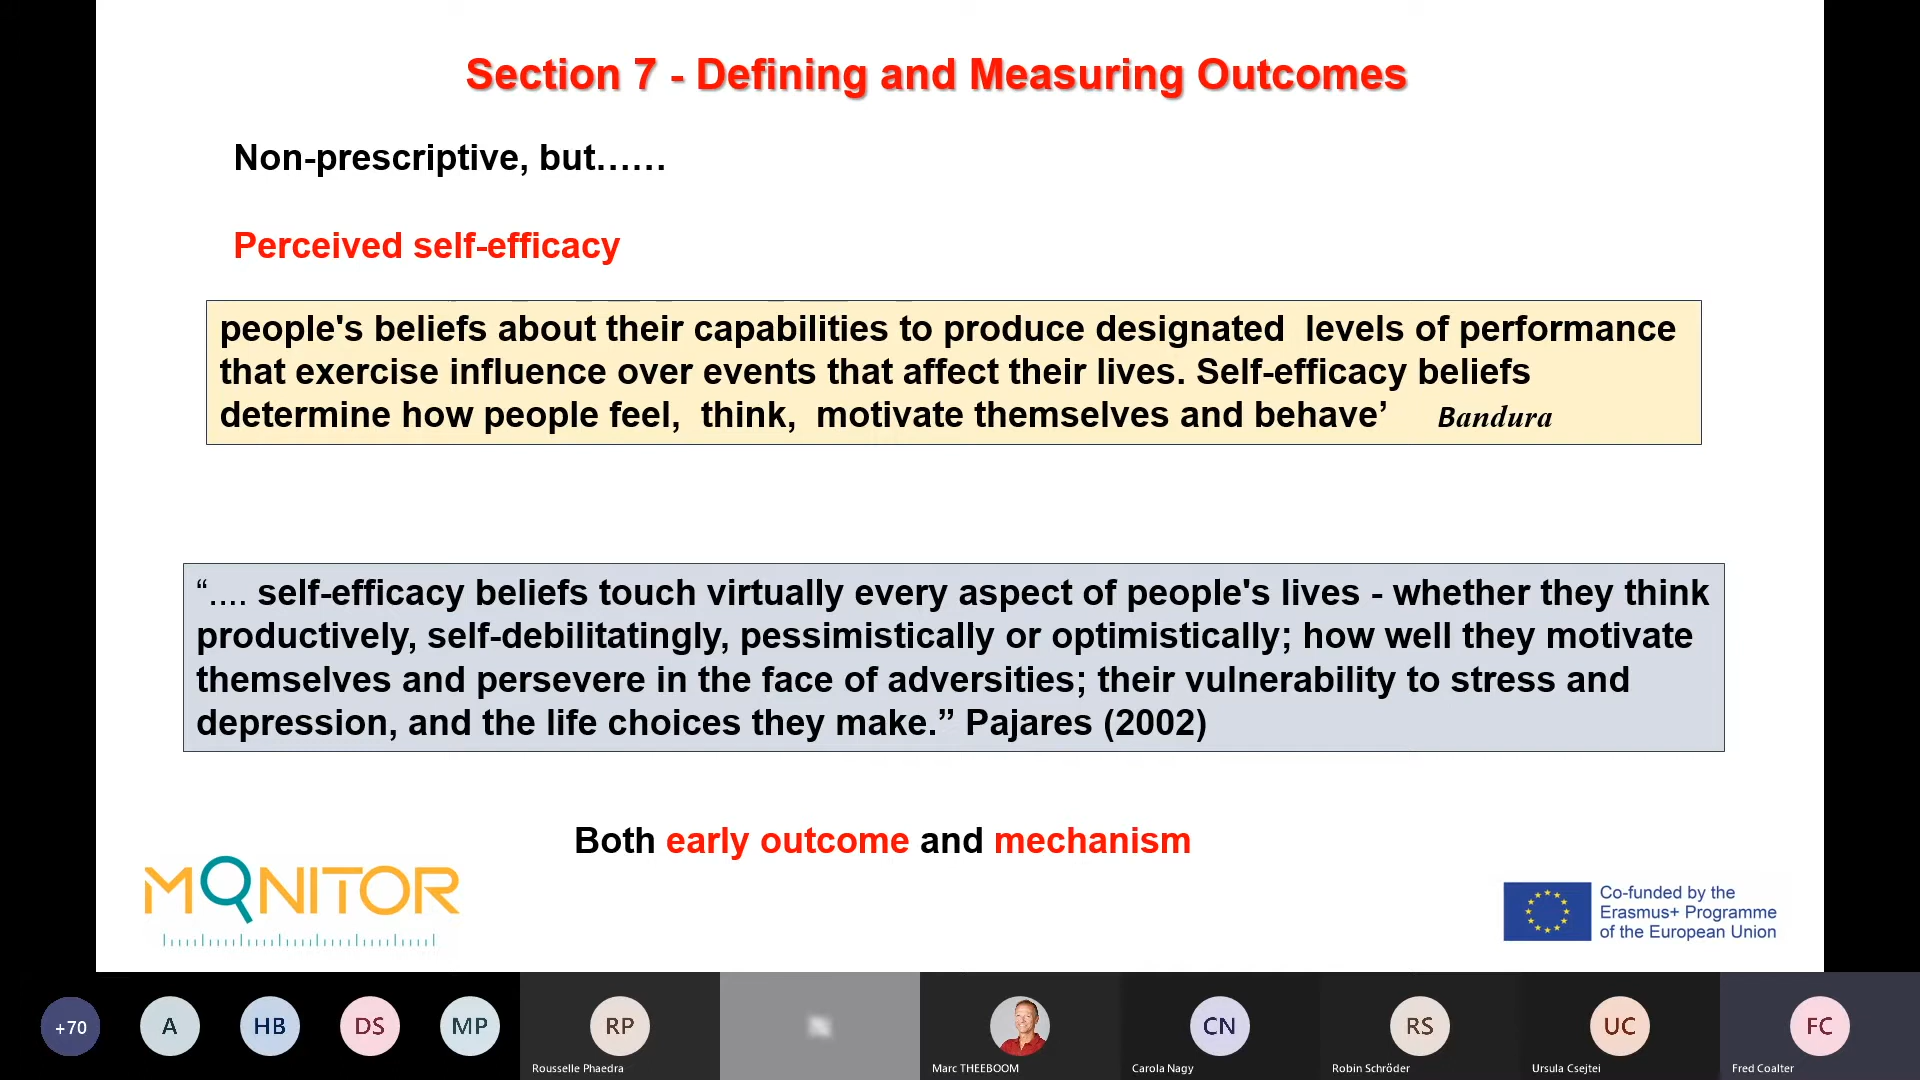 Section 7 - Defining and Measuring Outcomes
Non-prescriptive, but……
Perceived self-efficacy
people's beliefs about their capabilities to produce designated  levels of performance
that exercise influence over events that affect their lives. Self-efficacy beliefs
determine how people feel,  think,  motivate themselves and behave’ Bandura
“…. self-efficacy beliefs touch virtually every aspect of people's lives - whether they think
productively, self-debilitatingly, pessimistically or optimistically; how well they motivate
themselves and persevere in the face of adversities; their vulnerability to stress and
depression, and the life choices they make.” Pajares (2002)
Both early outcome and mechanism
MONITOR
Co-funded by the
Erasmus+ Programme
of the European Union
+70
A
HB
DS
MP
RP
Rousselle Phaedra
Marc THEEBOOM
CN
Carola Nagy
RS
Robin Schröder
UC
Ursula Csejtei
FC
Fred Coalter